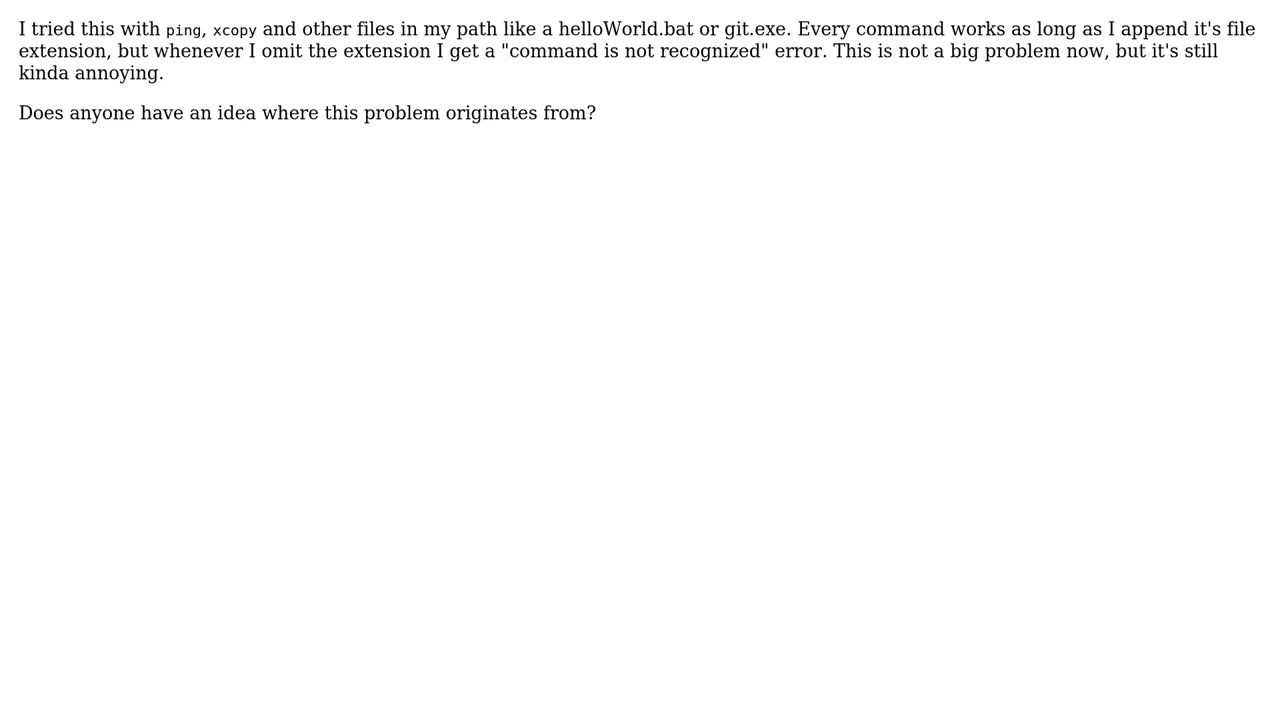 I tried this with ping, xcopy and other files in my path like a helloWorld.bat or git.exe. Every command works as long as I append it's file
extension, but whenever I omit the extension I get a "command is not recognized" error. This is not a big problem now, but it's still
kinda annoying.
Does anyone have an idea where this problem originates from?